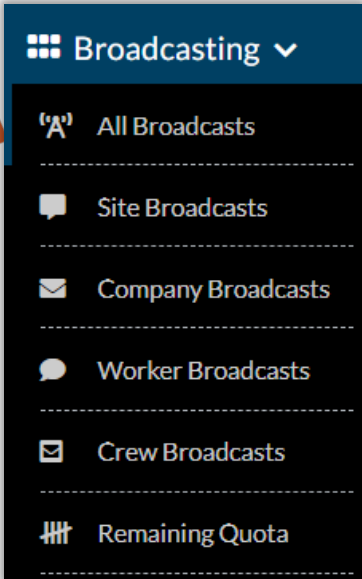 Broadcasting
All Broadcasts
Site Broadcasts
Company Broadcasts
Worker Broadcasts
Crew Broadcasts
Remaining Quota